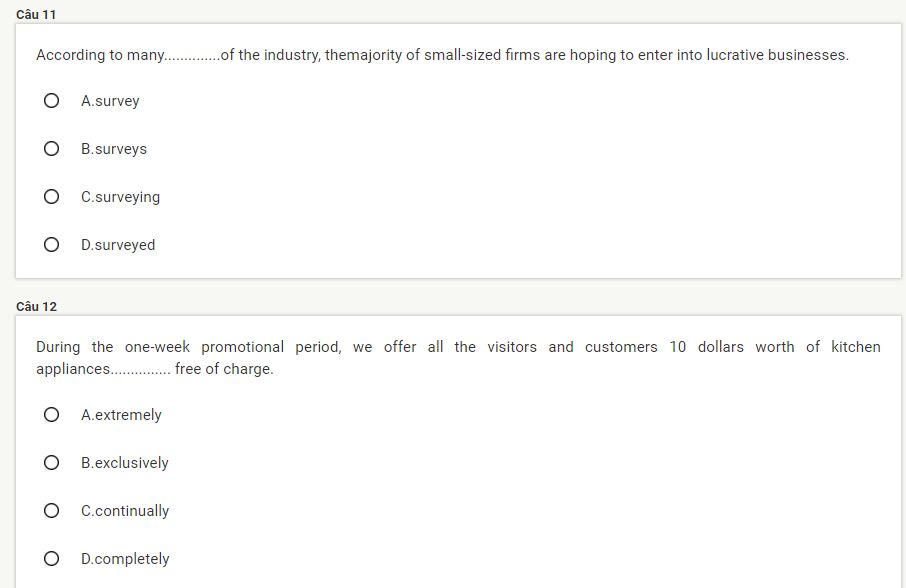 Câu 11
According to many..............of the industry, themajority of small-sized firms are hoping to enter into lucrative businesses.
A.survey
B.surveys
C.surveying
D.surveyed
Câu 12
During the one-week promotional period, we offer all the visitors and customers 10 dollars worth of kitchen
appliances............... free of charge.
A.extremely
B.exclusively
C.continually
D.completely